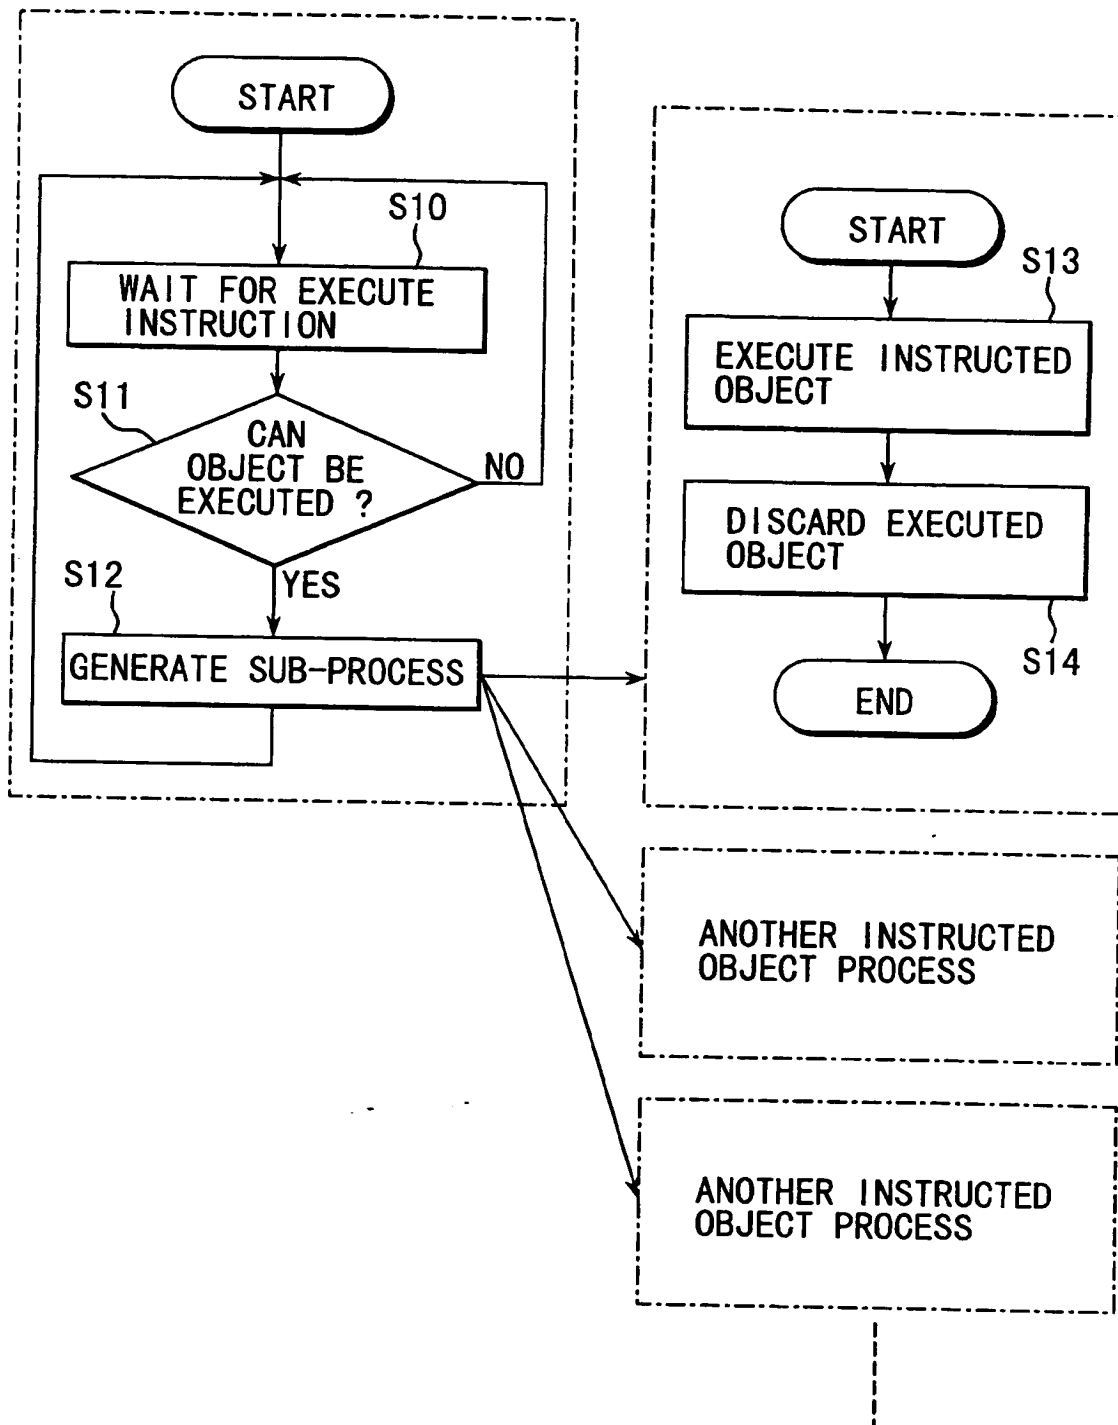 START
S10
WAIT FOR EXECUTE
INSTRUCTION
S11
CAN
OBJECT BE
EXECUTED ?
NO
YES
S12
GENERATE SUB-PROCESS
START
S13
EXECUTE INSTRUCTED
OBJECT
DISCARD EXECUTED
OBJECT
S14
END
ANOTHER INSTRUCTED
OBJECT PROCESS
ANOTHER INSTRUCTED
OBJECT PROCESS